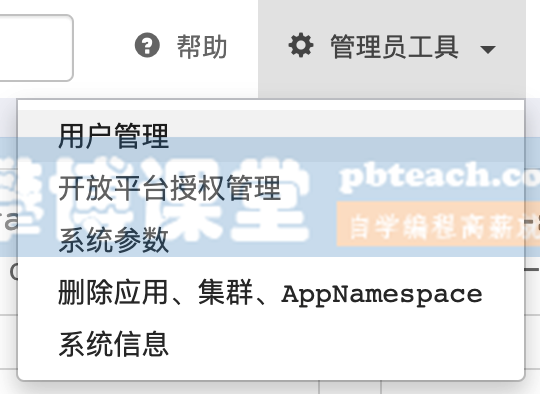 帮助 管理员工具
用户管理
开放平台授权管理
系统参数
删除应用、集群、AppNamespace
系统信息
课堂
pbteach.co
自学编程高薪